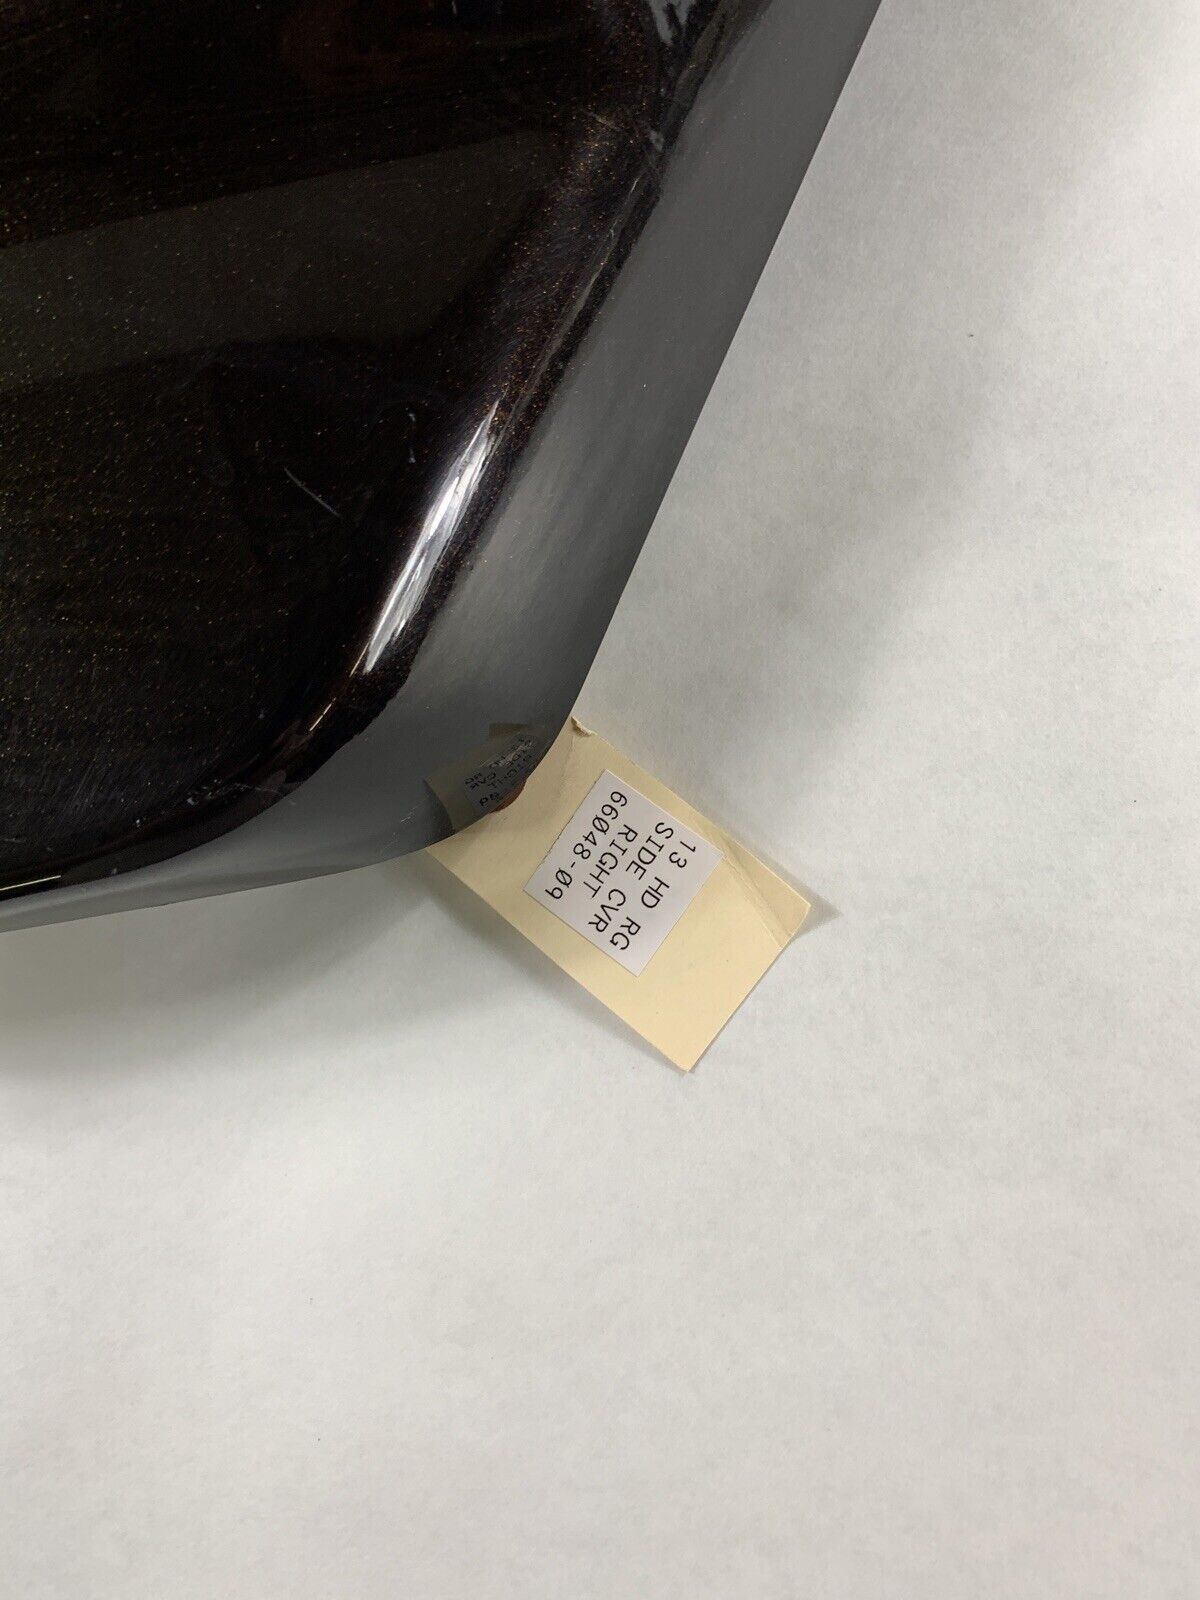 13 HD RG
SIDE CVR
RIGHT
66048-09